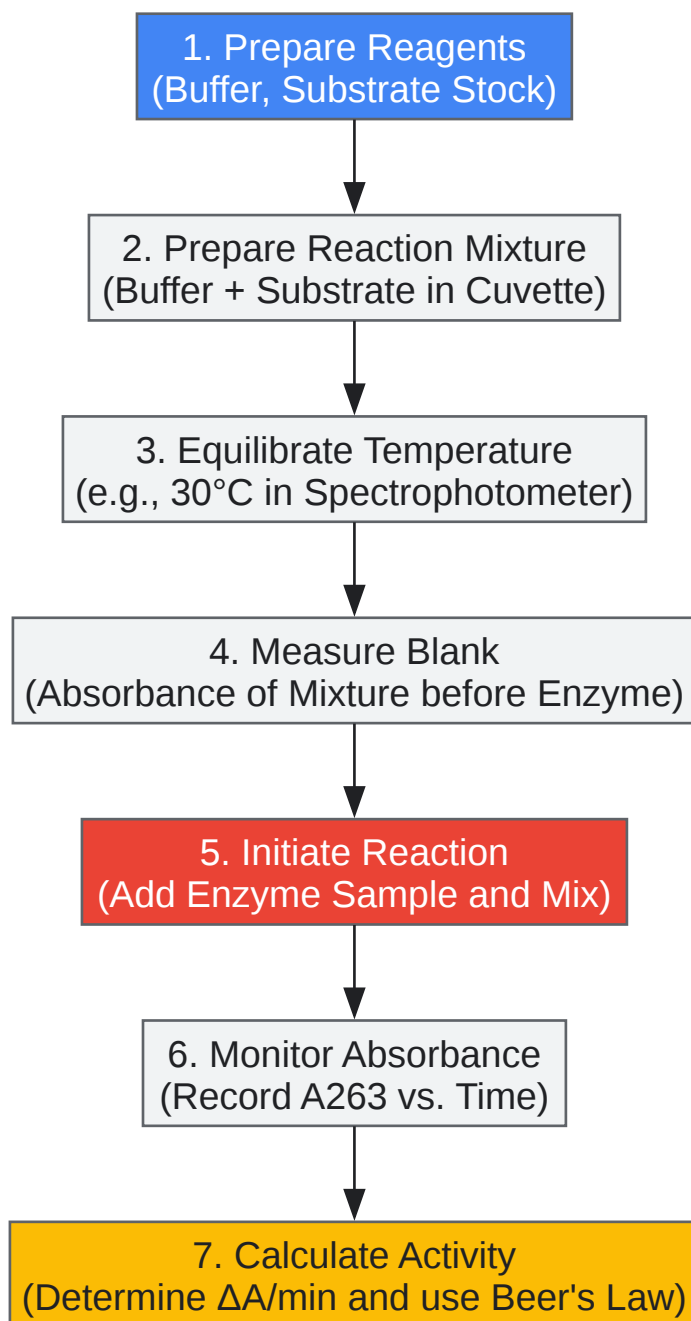 1. Prepare Reagents
(Buffer, Substrate Stock)
2. Prepare Reaction Mixture
(Buffer + Substrate in Cuvette)
3. Equilibrate Temperature
(e.g., 30°C in Spectrophotometer)
4. Measure Blank
(Absorbance of Mixture before Enzyme)
5. Initiate Reaction
(Add Enzyme Sample and Mix)
6. Monitor Absorbance
(Record A263 vs. Time)
7. Calculate Activity
(Determine ΔA/min and use Beer's Law)